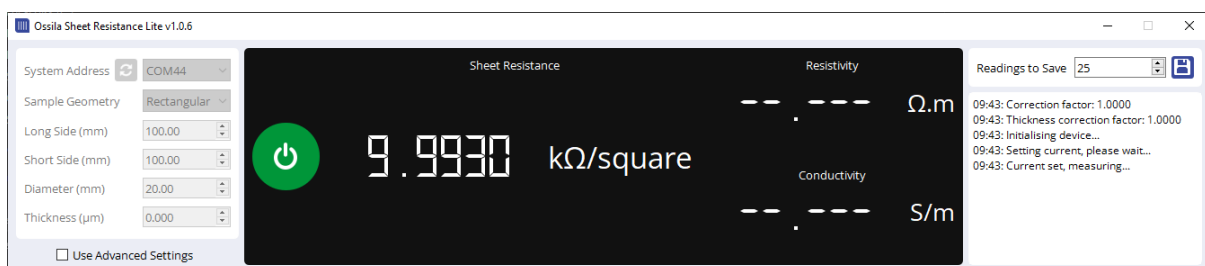 Ossila Sheet Resistance Lite v1.0.6
System Address COM44
Sample Geometry Rectangular
Long Side (mm) 100.00
Short Side (mm) 100.00
Diameter (mm) 20.00
Thickness (µm) 0.000
Use Advanced Settings
Sheet Resistance
9.9930 kΩ/square
Resistivity
--.--- Ω.m
Conductivity
--.--- S/m
Readings to Save 25
09:43: Correction factor: 1.0000
09:43: Thickness correction factor: 1.0000
09:43: Initialising device...
09:43: Setting current, please wait...
09:43: Current set, measuring...